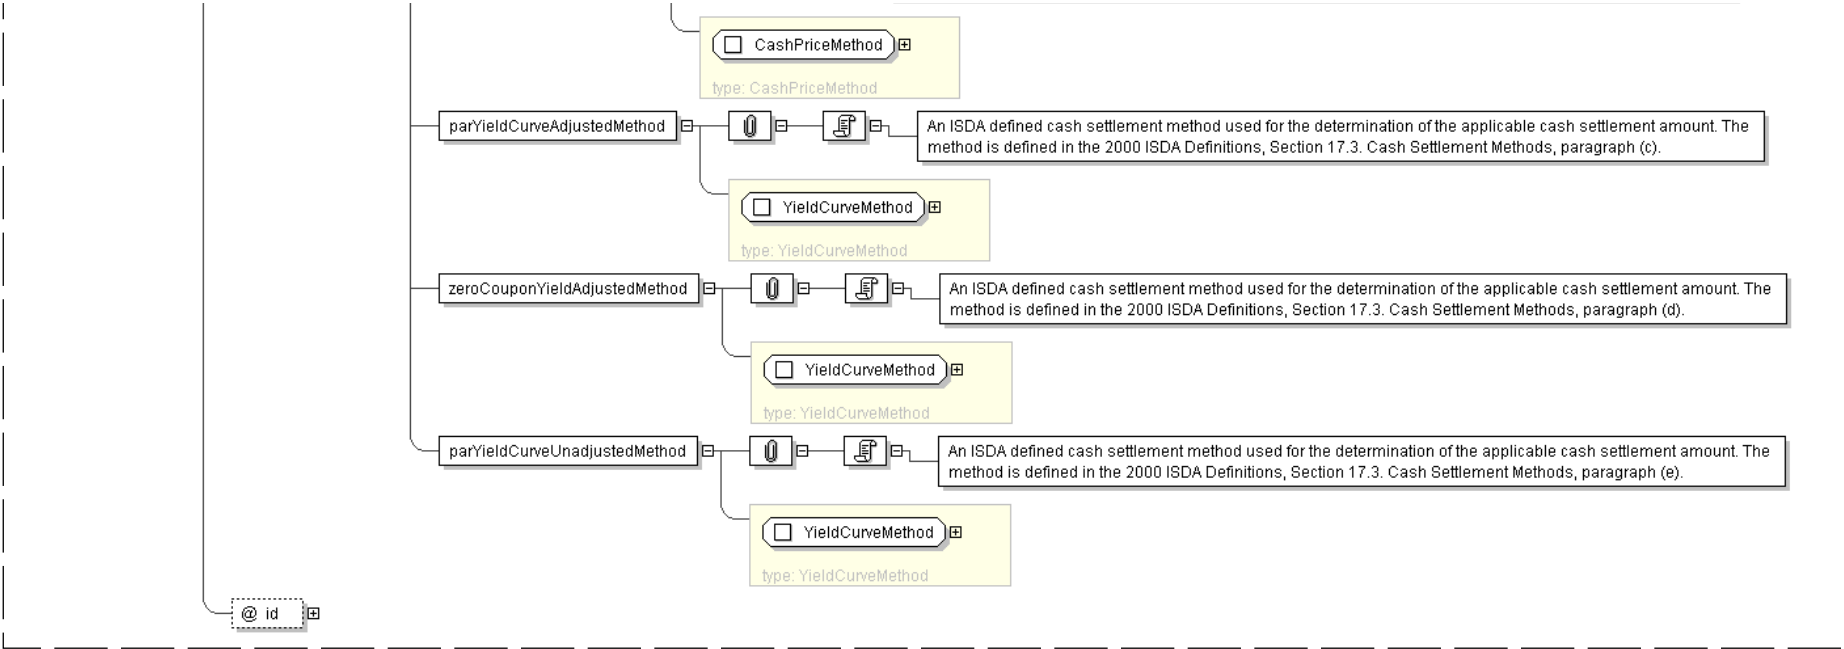 CashPriceMethod
type: CashPriceMethod
parYieldCurveAdjustedMethod
An ISDA defined cash settlement method used for the determination of the applicable cash settlement amount. The
method is defined in the 2000 ISDA Definitions, Section 17.3. Cash Settlement Methods, paragraph (c).
YieldCurveMethod
type: YieldCurveMethod
zeroCouponYieldAdjustedMethod
An ISDA defined cash settlement method used for the determination of the applicable cash settlement amount. The
method is defined in the 2000 ISDA Definitions, Section 17.3. Cash Settlement Methods, paragraph (d).
YieldCurveMethod
type: YieldCurveMethod
parYieldCurveUnadjustedMethod
An ISDA defined cash settlement method used for the determination of the applicable cash settlement amount. The
method is defined in the 2000 ISDA Definitions, Section 17.3. Cash Settlement Methods, paragraph (e).
YieldCurveMethod
type: YieldCurveMethod
@ id